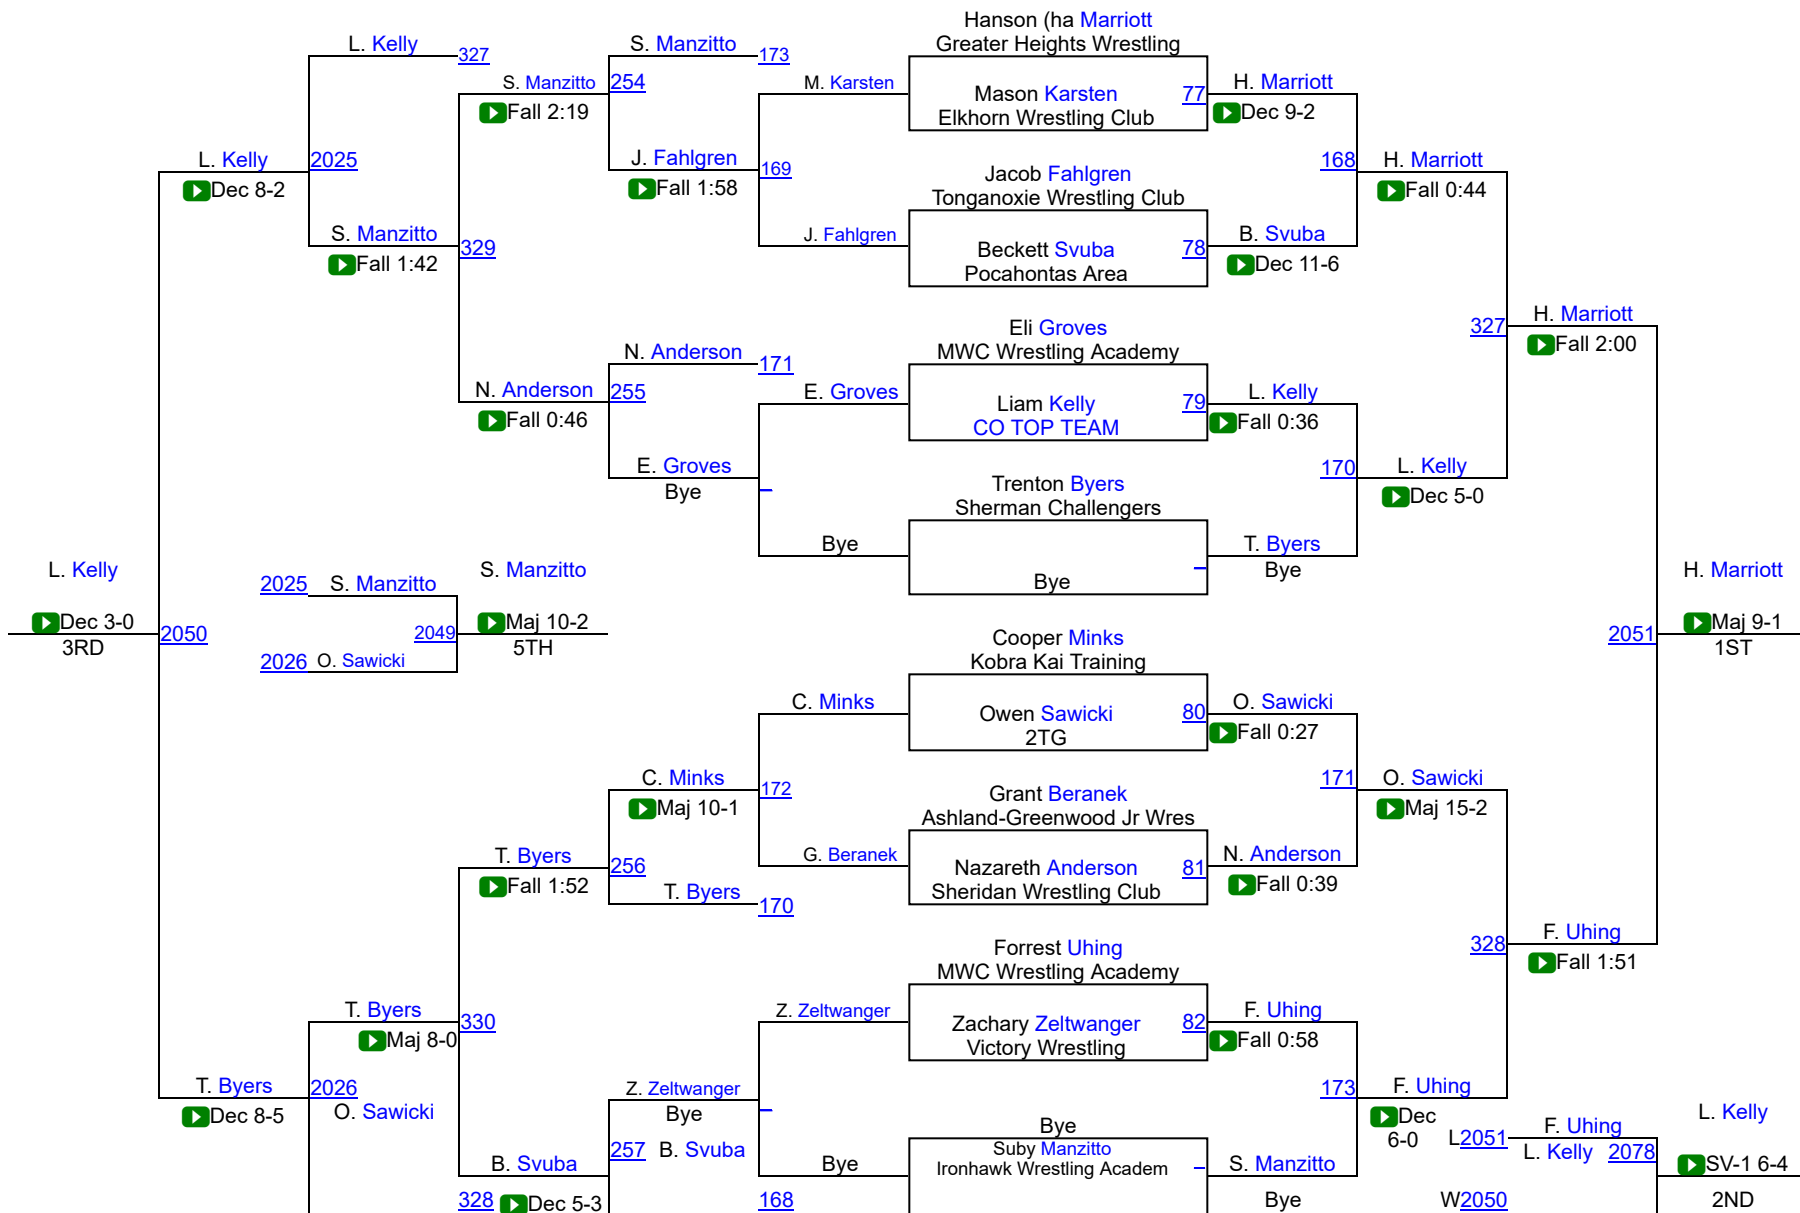 Hanson (ha Marriott
Greater Heights Wrestling
L. Kelly
327
S. Manzitto
173
S. Manzitto
254
Fall 2:19
M. Karsten
Mason Karsten
77
Elkhorn Wrestling Club
H. Marriott
Dec 9-2
L. Kelly
2025
Dec 8-2
J. Fahlgren
169
Fall 1:58
Jacob Fahlgren
Tonganoxie Wrestling Club
168
H. Marriott
Fall 0:44
S. Manzitto
329
Fall 1:42
J. Fahlgren
Beckett Svuba
78
Pocahontas Area
B. Svuba
Dec 11-6
Eli Groves
MWC Wrestling Academy
327
H. Marriott
Fall 2:00
N. Anderson
171
N. Anderson
255
Fall 0:46
E. Groves
Liam Kelly
79
CO TOP TEAM
L. Kelly
Fall 0:36
E. Groves
Bye
Trenton Byers
Sherman Challengers
170
L. Kelly
Dec 5-0
Bye
Bye
T. Byers
Bye
L. Kelly
Dec 3-0
3RD
2050
2025
S. Manzitto
2026
O. Sawicki
2049
S. Manzitto
Maj 10-2
5TH
H. Marriott
2051
Maj 9-1
1ST
Cooper Minks
Kobra Kai Training
C. Minks
Owen Sawicki
80
2TG
O. Sawicki
Fall 0:27
C. Minks
172
Maj 10-1
Grant Beranek
Ashland-Greenwood Jr Wres
171
O. Sawicki
Maj 15-2
T. Byers
256
Fall 1:52
G. Beranek
Nazareth Anderson
81
Sheridan Wrestling Club
N. Anderson
Fall 0:39
T. Byers
170
Forrest Uhing
MWC Wrestling Academy
328
F. Uhing
Fall 1:51
T. Byers
330
Maj 8-0
Z. Zeltwanger
Zachary Zeltwanger
82
Victory Wrestling
F. Uhing
Fall 0:58
T. Byers
2026
Dec 8-5
O. Sawicki
Z. Zeltwanger
Bye
Bye
173
F. Uhing
Dec
6-0
B. Svuba
257
B. Svuba
Bye
Suby Manzitto
Ironhawk Wrestling Academ
S. Manzitto
Bye
328
Dec 5-3
168
L2051
F. Uhing
L. Kelly
2078
W2050
L. Kelly
SV-1 6-4
2ND